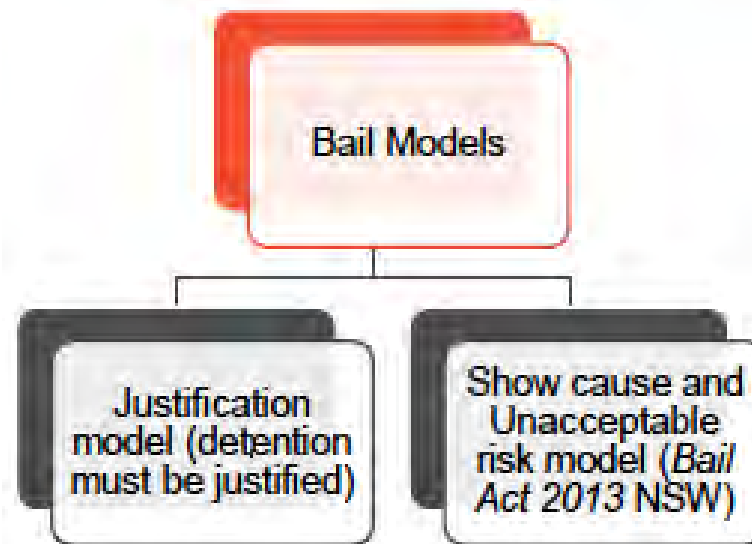 Bail Models
Justification
model (detention
must be justified)
Show cause and
Unacceptable
risk model (Bail
Act 2013 NSW)